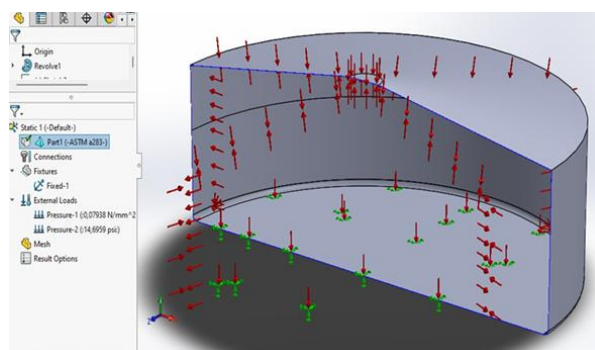 Origin
Revolve1
Static 1 (-Default-)
Part1 (-ASTM a283-)
Connections
Fixtures
Fixed-1
External Loads
Pressure-1 (:0,07938 N/mm^2
Pressure-2 (:14,6959 psi:)
Mesh
Result Options